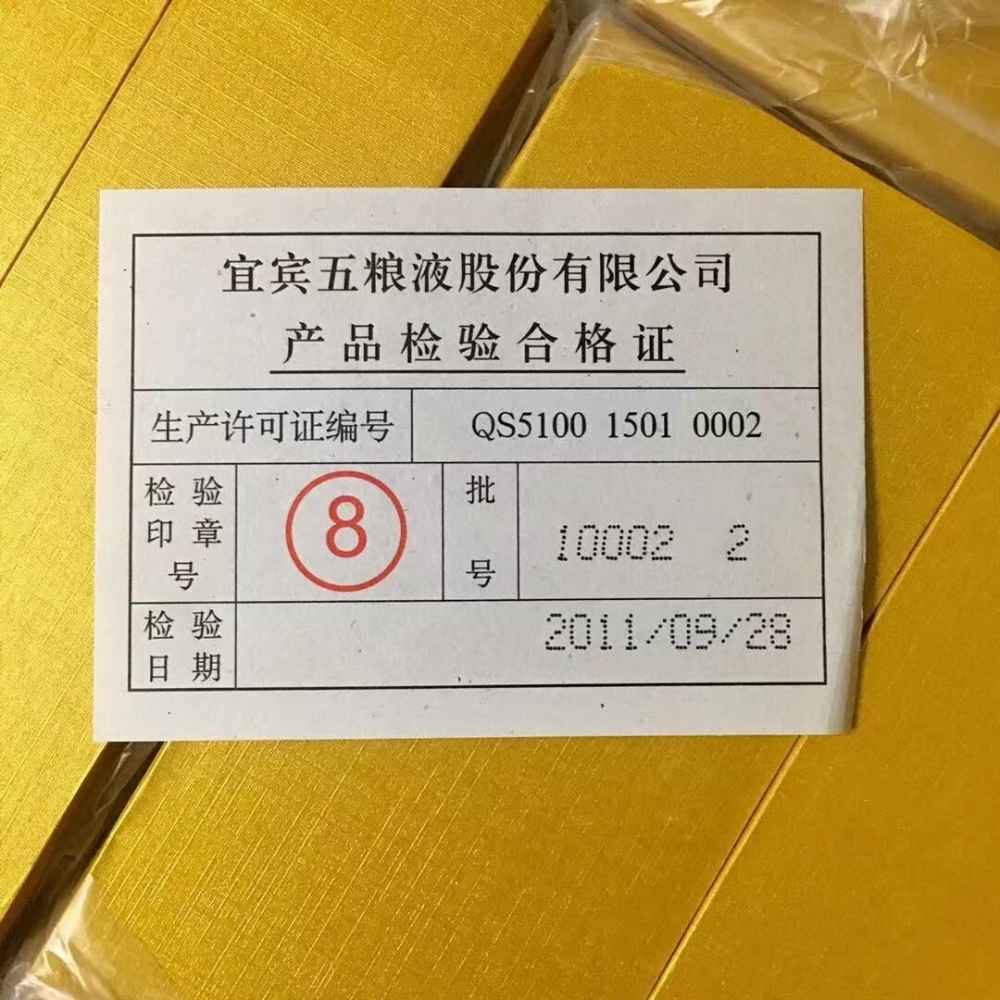 宜宾五粮液股份有限公司
产品检验合格证
生产许可证编号 QS5100 1501 0002
检验印章号 8 批号 10002 2
检验日期 2011/09/28